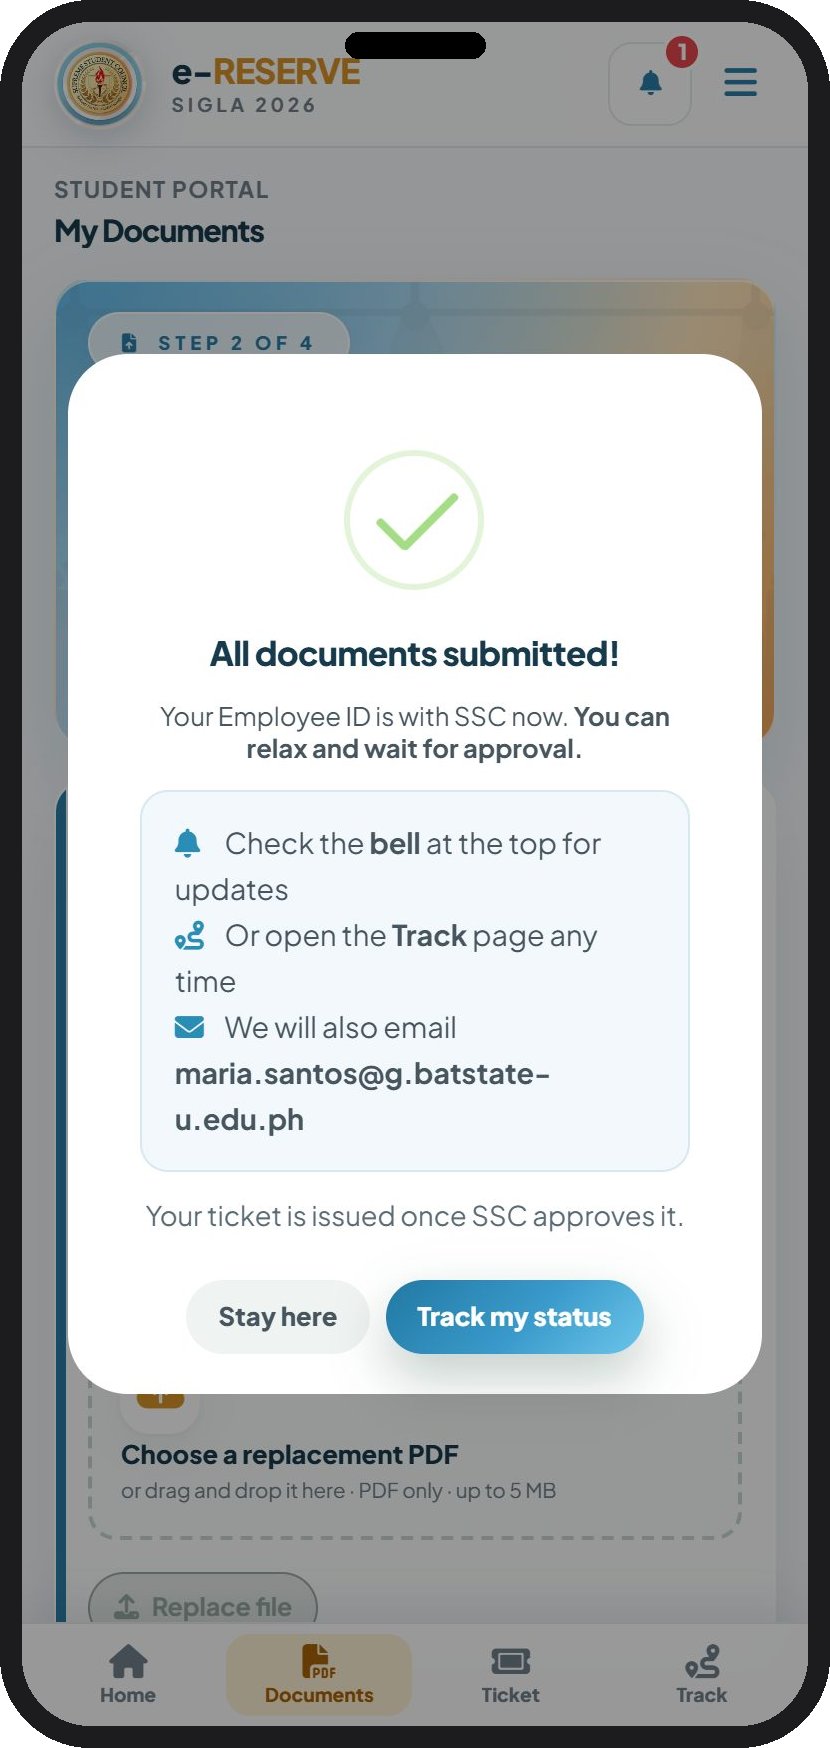 e-RESERVE
SIGLA 2026
1
STUDENT PORTAL
My Documents
STEP 2 OF 4
All documents submitted!
Your Employee ID is with SSC now. You can
relax and wait for approval.
Check the bell at the top for
updates
Or open the Track page any
time
We will also email
maria.santos@g.batstate-
u.edu.ph
Your ticket is issued once SSC approves it.
Stay here
Track my status
Choose a replacement PDF
or drag and drop it here · PDF only · up to 5 MB
Replace file
PDF
Home
Documents
Ticket
Track